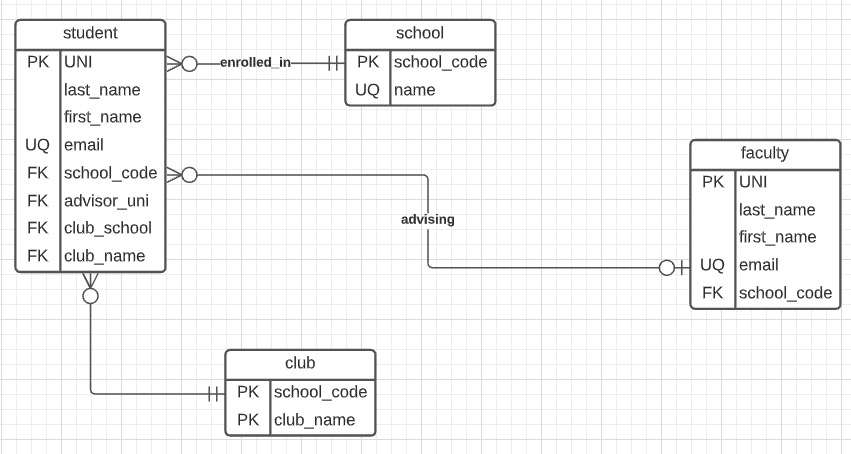 student
PK UNI
last_name
first_name
UQ email
FK school_code
FK advisor_uni
FK club_school
FK club_name
enrolled_in
school
PK school_code
UQ name
advising
faculty
PK UNI
last_name
first_name
UQ email
FK school_code
club
PK school_code
PK club_name